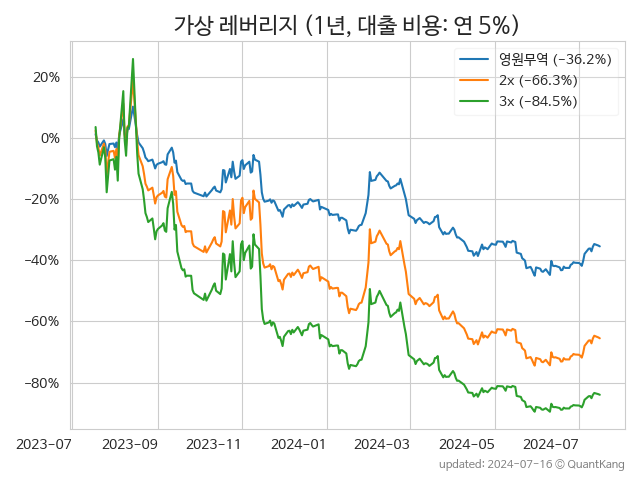 가상 레버리지 (1년, 대출 비용: 연 5%)
영원무역 (-36.2%)
2x (-66.3%)
3x (-84.5%)
20%
0%
−20%
−40%
−60%
−80%
2023-07 2023-09 2023-11 2024-01 2024-03 2024-05 2024-07
updated: 2024-07-16 © QuantKang